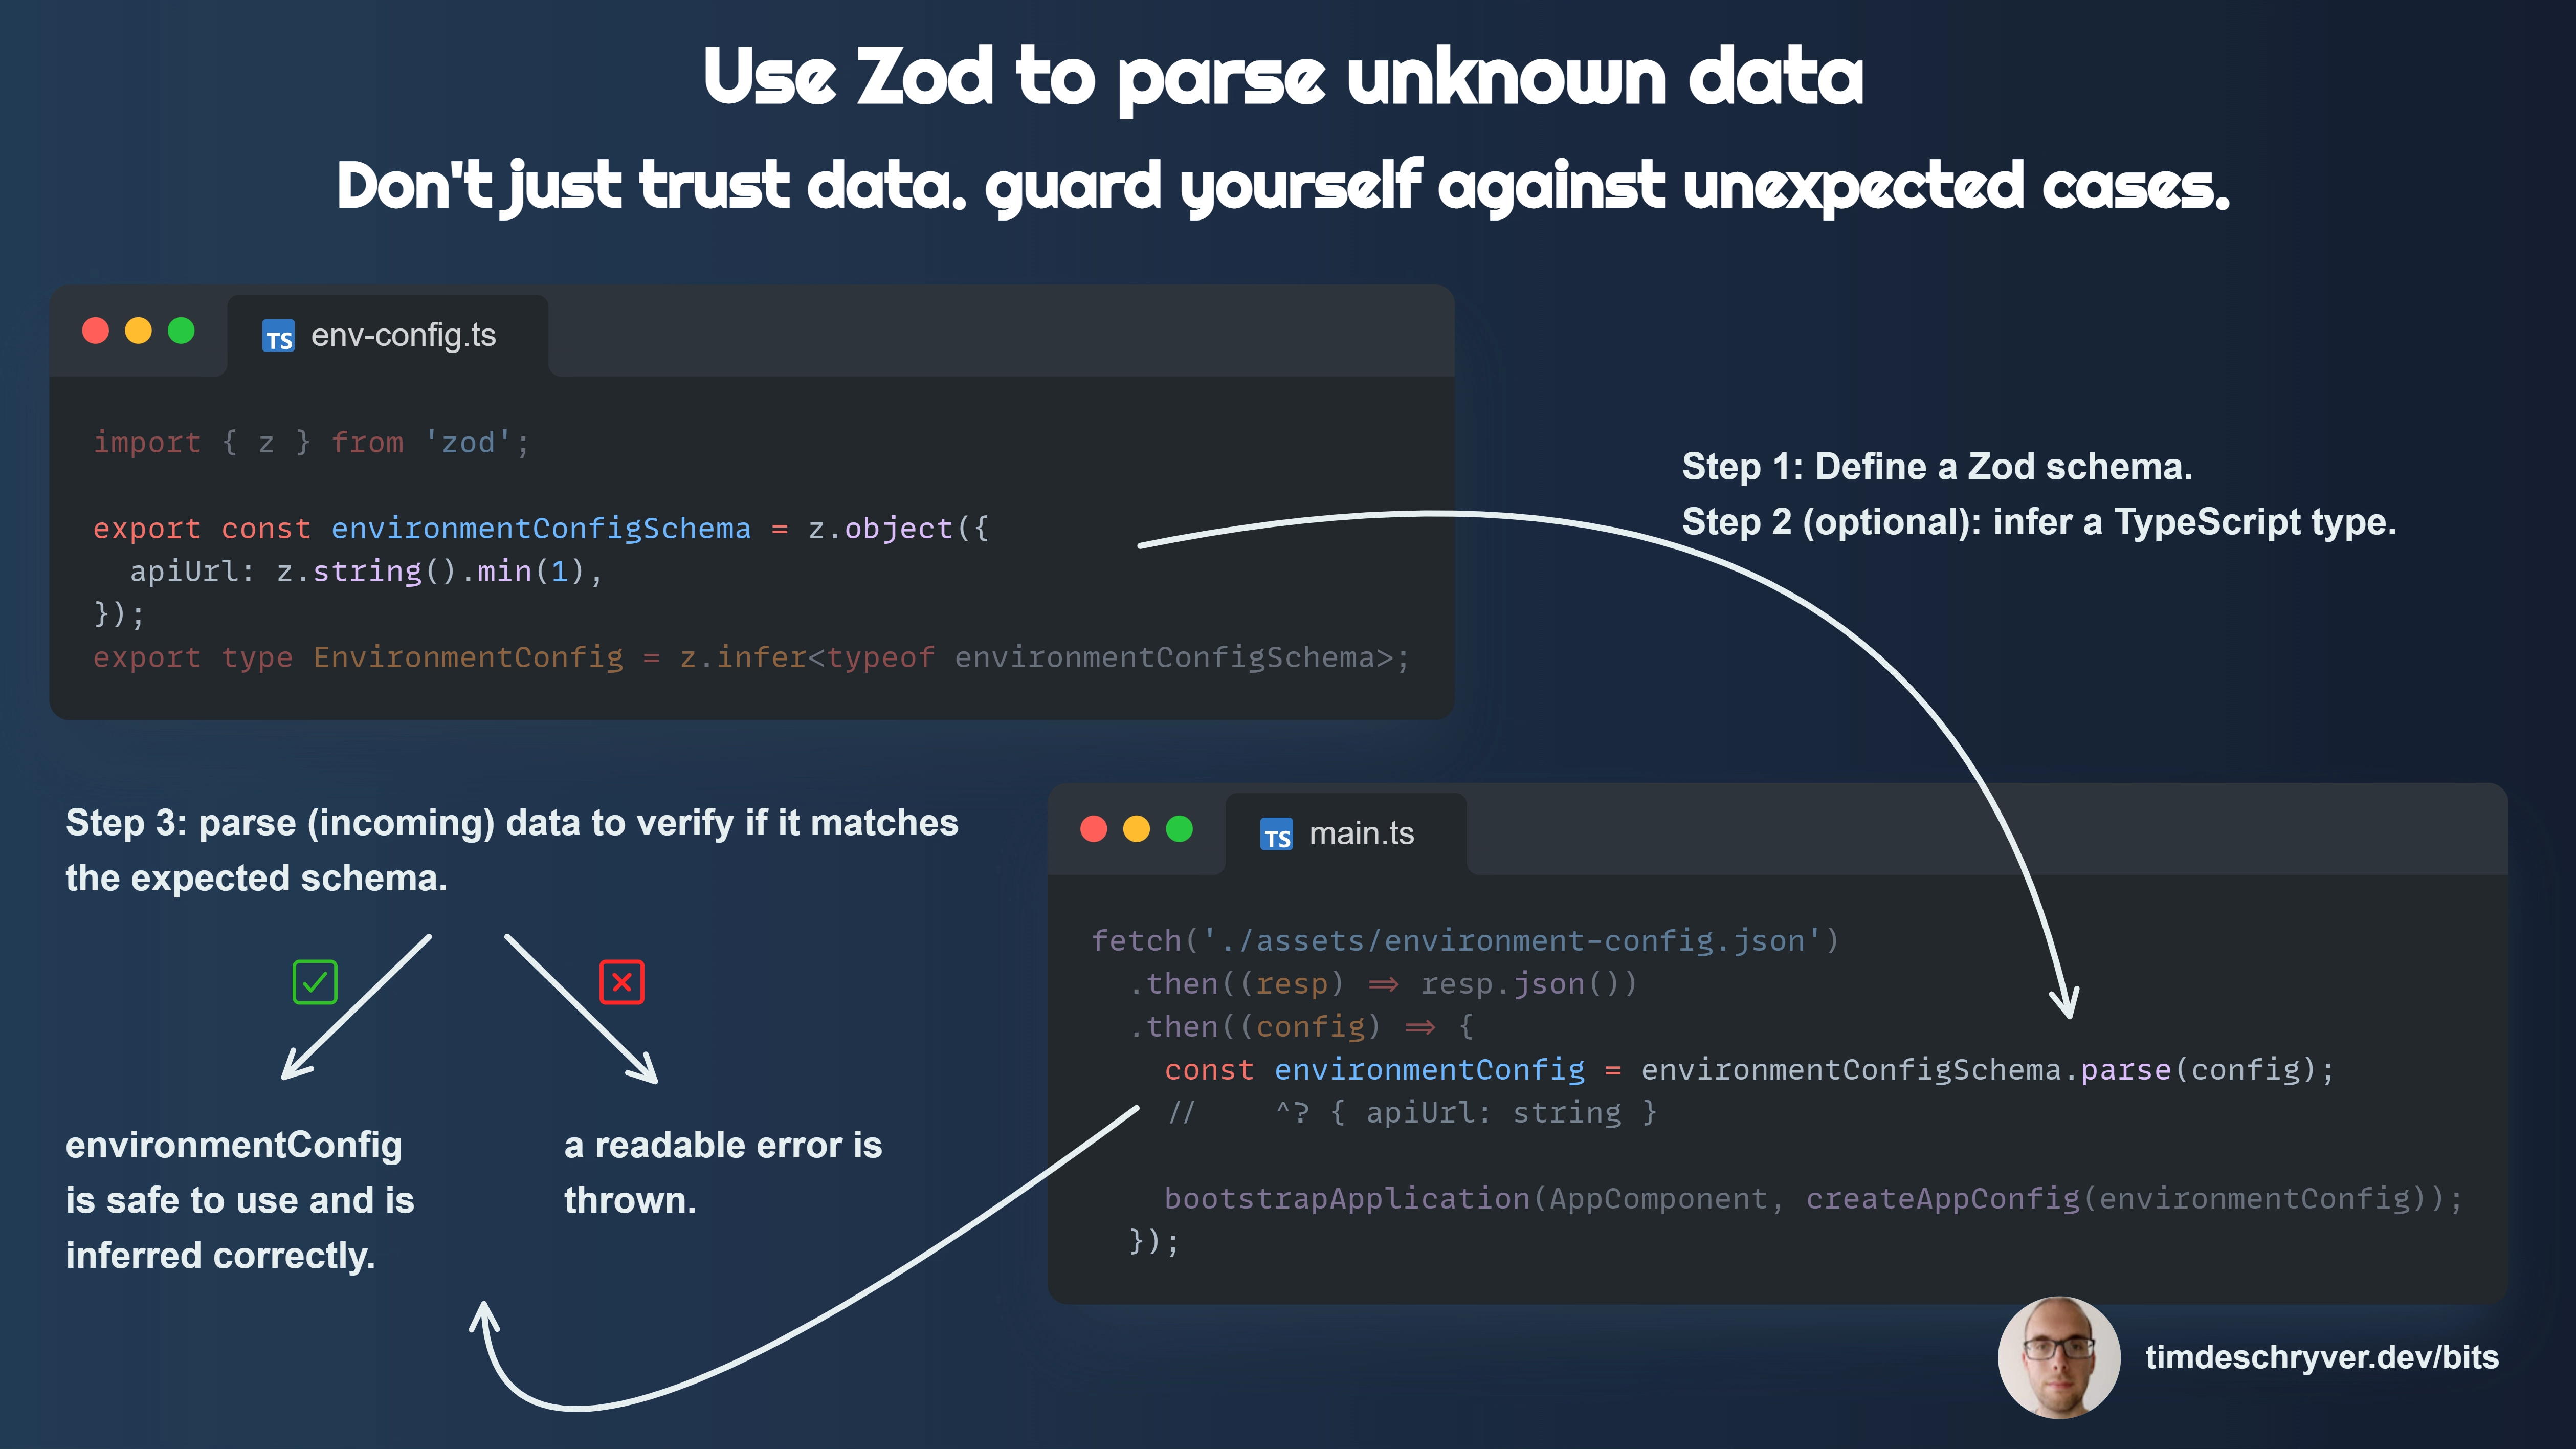 Use Zod to parse unknown data
Don't just trust data. guard yourself against unexpected cases.
TS env-config.ts
import { z } from 'zod';
export const environmentConfigSchema = z.object({
  apiUrl: z.string().min(1),
});
export type EnvironmentConfig = z.infer<typeof environmentConfigSchema>;
Step 1: Define a Zod schema.
Step 2 (optional): infer a TypeScript type.
Step 3: parse (incoming) data to verify if it matches
the expected schema.
environmentConfig
is safe to use and is
inferred correctly.
a readable error is
thrown.
TS main.ts
fetch('./assets/environment-config.json')
  .then((resp) => resp.json())
  .then((config) => {
    const environmentConfig = environmentConfigSchema.parse(config);
    //    ^? { apiUrl: string }
    bootstrapApplication(AppComponent, createAppConfig(environmentConfig));
  });
timdeschryver.dev/bits